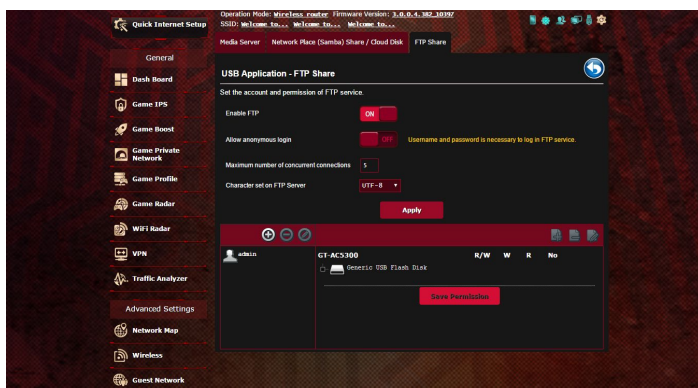 Quick Internet Setup
Operation Mode: Wireless router Firmware Version: 3.0.0.4.382_10397
SSID: Welcome to... Welcome to... Welcome to...
Media Server Network Place (Samba) Share / Cloud Disk FTP Share
General
Dash Board
Game IPS
Game Boost
Game Private
Network
Game Profile
Game Radar
WiFi Radar
VPN
Traffic Analyzer
Advanced Settings
Network Map
Wireless
Guest Network
USB Application - FTP Share
Set the account and permission of FTP service.
Enable FTP ON
Allow anonymous login OFF Username and password is necessary to log in FTP service.
Maximum number of concurrent connections 5
Character set on FTP Server UTF-8
Apply
admin
GT-AC5300 R/W W R No
Generic USB Flash Disk
Save Permission